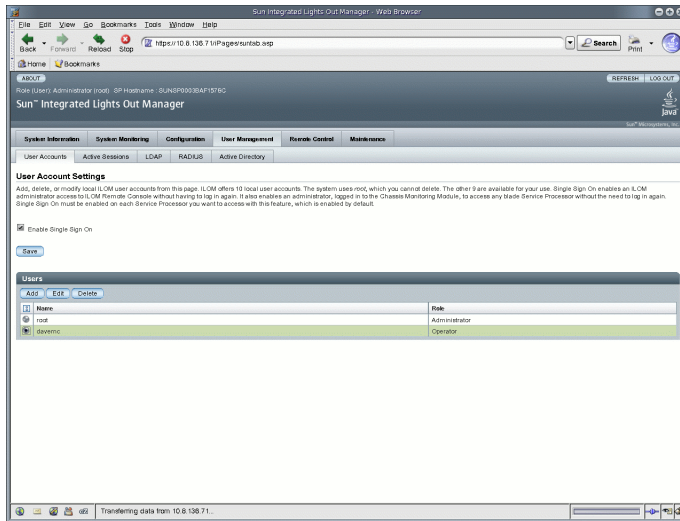 Sun Integrated Lights Out Manager - Web Browser
File Edit View Go Bookmarks Tools Window Help
Back Forward Reload Stop https://10.6.136.71/iPages/suntab.asp Search Print
Home Bookmarks
ABOUT REFRESH LOG OUT
Role (User): Administrator (root) SP Hostname : SUNSP0003BAF1576C
Sun™ Integrated Lights Out Manager
Java
Sun™ Microsystems, Inc.
System Information System Monitoring Configuration User Management Remote Control Maintenance
User Accounts Active Sessions LDAP RADIUS Active Directory
User Account Settings
Add, delete, or modify local ILOM user accounts from this page. ILOM offers 10 local user accounts. The system uses root, which you cannot delete. The other 9 are available for your use. Single Sign On enables an ILOM
administrator access to ILOM Remote Console without having to log in again. It also enables an administrator, logged in to the Chassis Monitoring Module, to access any blade Service Processor without the need to log in again.
Single Sign On must be enabled on each Service Processor you want to access with this feature, which is enabled by default.
Enable Single Sign On
Save
Users
Add Edit Delete
Name Role
root Administrator
davemc Operator
Transferring data from 10.6.136.71...